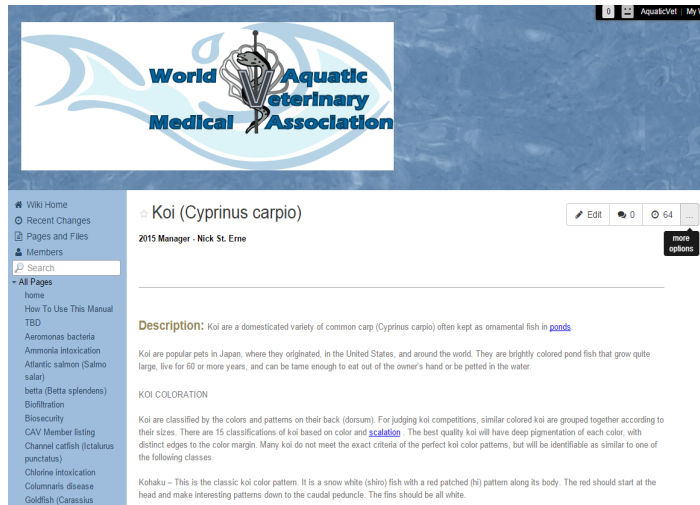 0 AquaticVet | My
World Aquatic
Veterinary
Medical Association
Wiki Home
Recent Changes
Pages and Files
Members
Search
All Pages
home
How To Use This Manual
TBD
Aeromonas bacteria
Ammonia intoxication
Atlantic salmon (Salmo
salar)
betta (Betta splendens)
Biofiltration
Biosecurity
CAV Member listing
Channel catfish (Ictalurus
punctatus)
Chlorine intoxication
Columnaris disease
Goldfish (Carassius
Koi (Cyprinus carpio)
Edit 0 64 ...
more
options
2015 Manager - Nick St. Erne
Description: Koi are a domesticated variety of common carp (Cyprinus carpio) often kept as ornamental fish in ponds.
Koi are popular pets in Japan, where they originated, in the United States, and around the world. They are brightly colored pond fish that grow quite
large, live for 60 or more years, and can be tame enough to eat out of the owner's hand or be petted in the water.
KOI COLORATION
Koi are classified by the colors and patterns on their back (dorsum). For judging koi competitions, similar colored koi are grouped together according to
their sizes. There are 15 classifications of koi based on color and scalation . The best quality koi will have deep pigmentation of each color, with
distinct edges to the color margin. Many koi do not meet the exact criteria of the perfect koi color patterns, but will be identifiable as similar to one of
the following classes.
Kohaku – This is the classic koi color pattern. It is a snow white (shiro) fish with a red patched (hi) pattern along its body. The red should start at the
head and make interesting patterns down to the caudal peduncle. The fins should be all white.